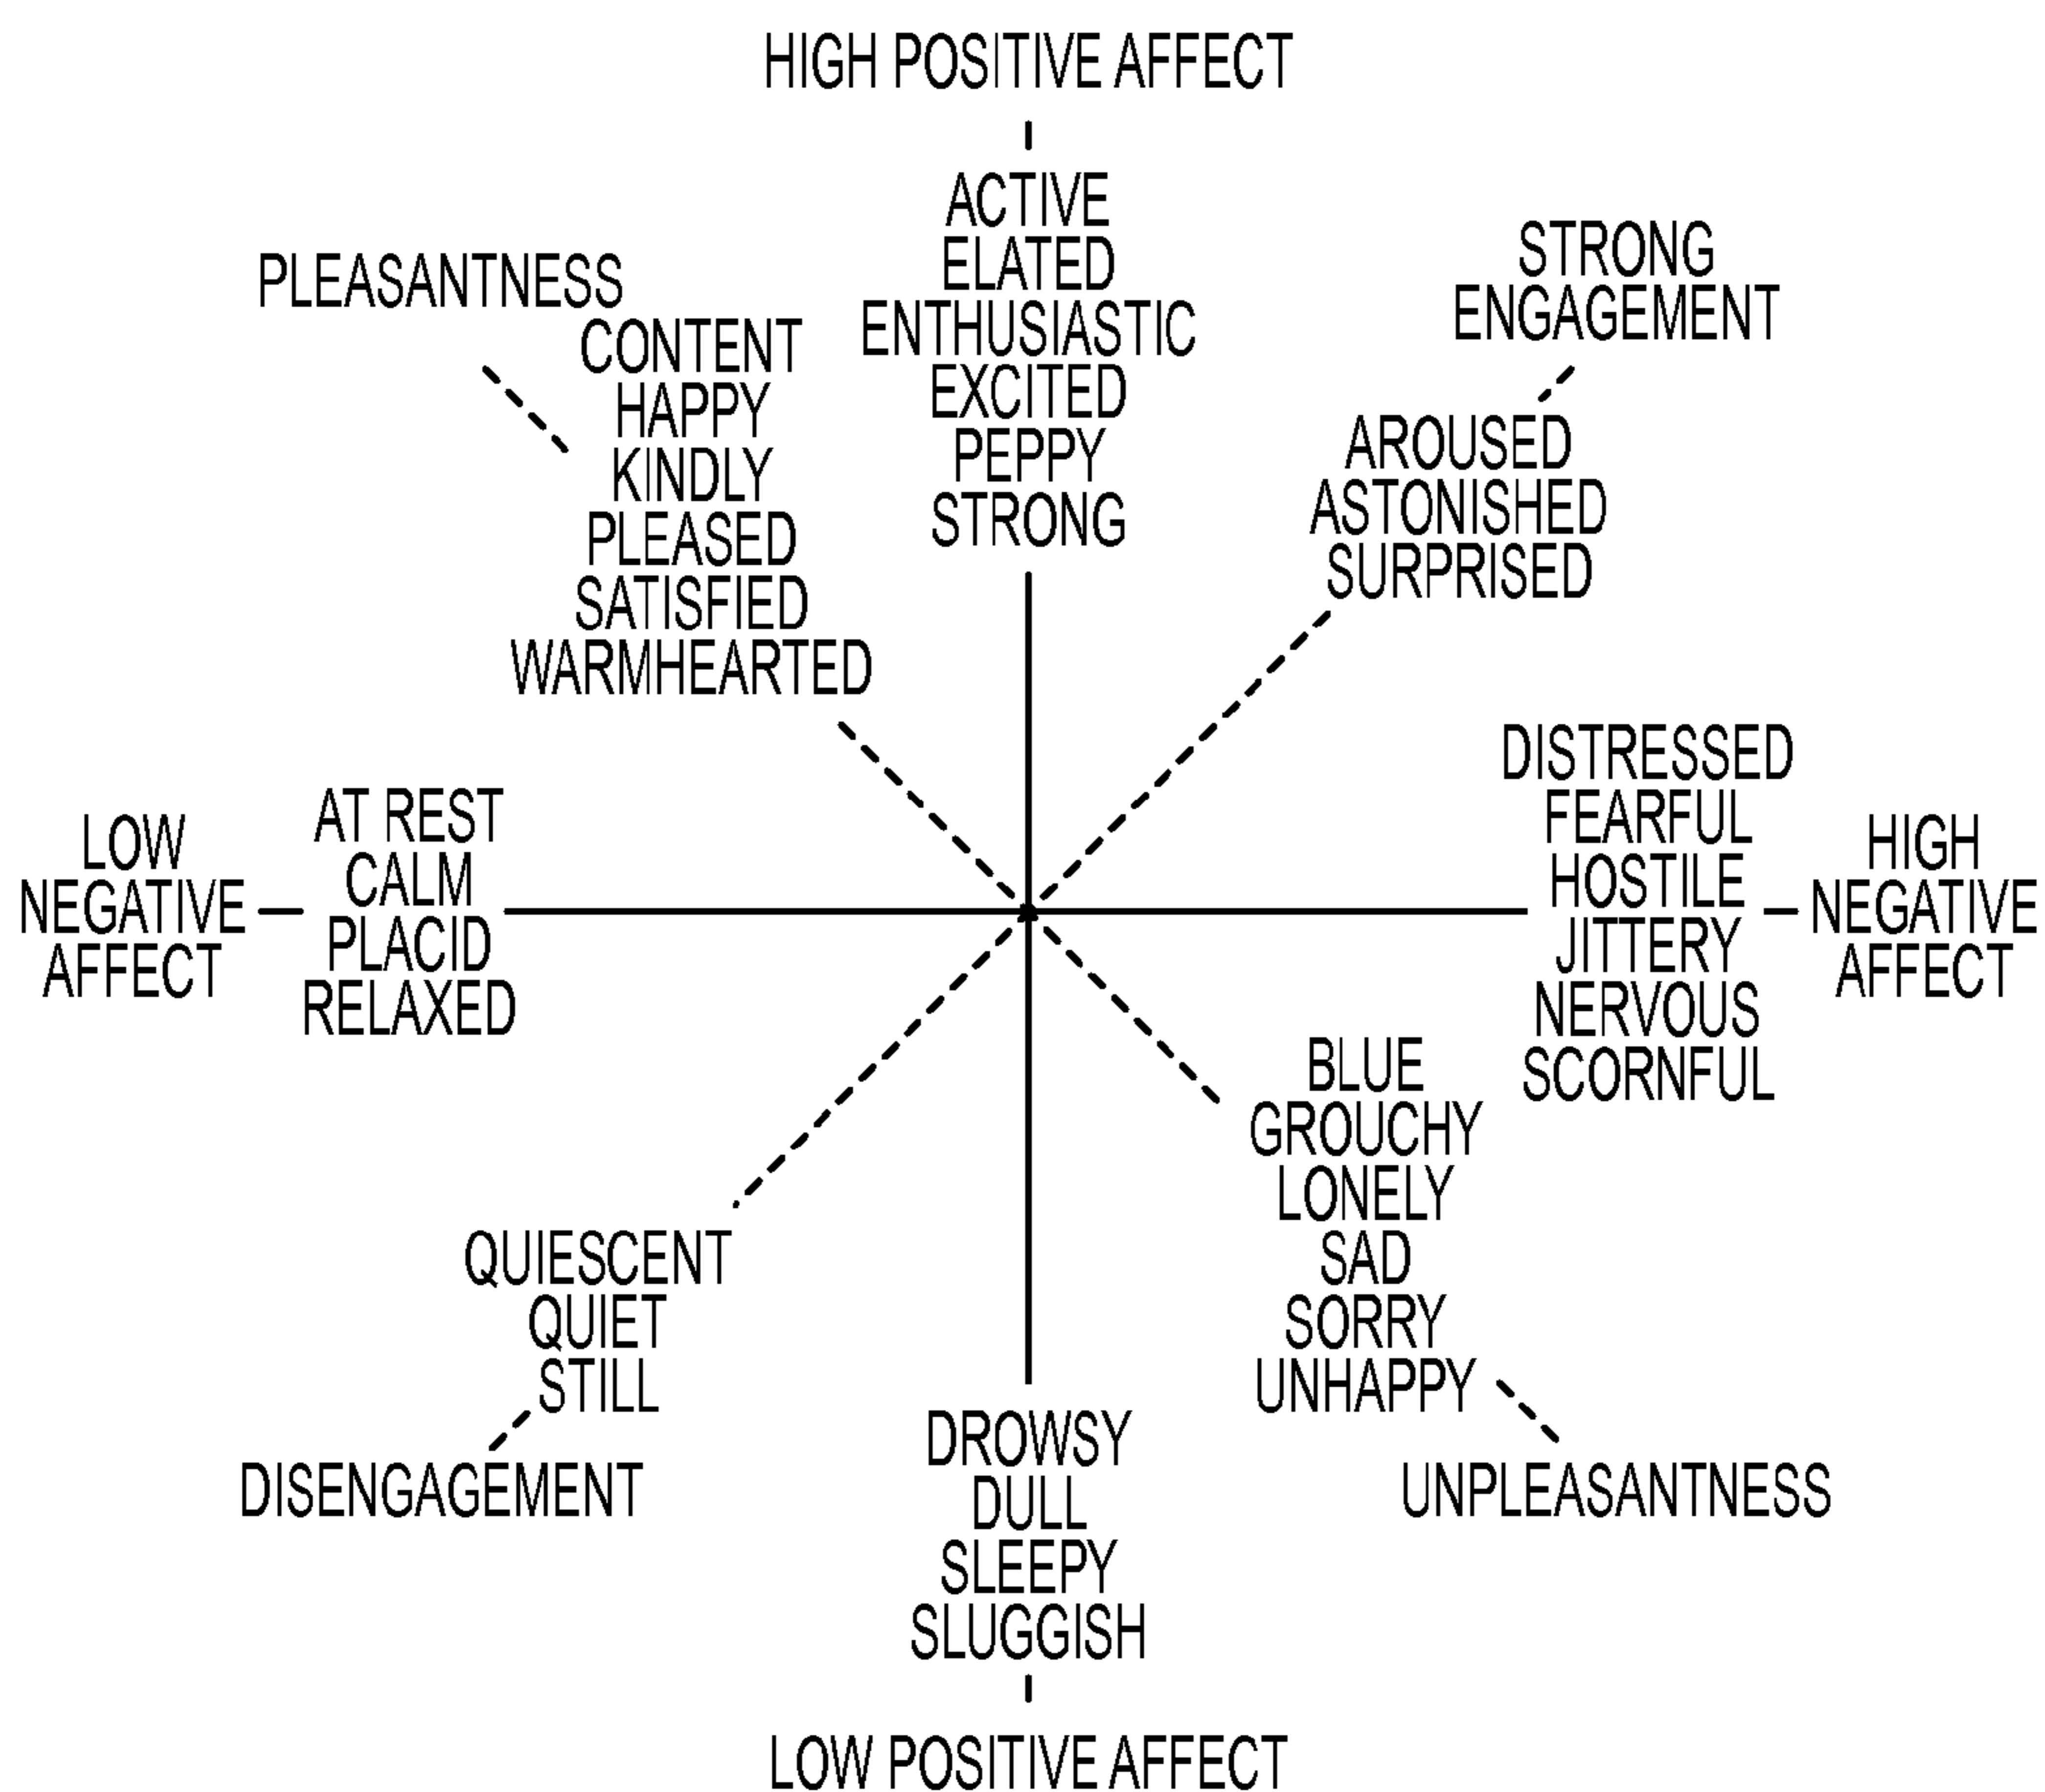 HIGH POSITIVE AFFECT
ACTIVE
ELATED
ENTHUSIASTIC
EXCITED
PEPPY
STRONG
PLEASANTNESS
CONTENT
HAPPY
KINDLY
PLEASED
SATISFIED
WARMHEARTED
STRONG
ENGAGEMENT
AROUSED
ASTONISHED
SURPRISED
LOW
NEGATIVE
AFFECT
AT REST
CALM
PLACID
RELAXED
DISTRESSED
FEARFUL
HOSTILE
JITTERY
NERVOUS
SCORNFUL
HIGH
NEGATIVE
AFFECT
QUIESCENT
QUIET
STILL
DISENGAGEMENT
BLUE
GROUCHY
LONELY
SAD
SORRY
UNHAPPY
UNPLEASANTNESS
DROWSY
DULL
SLEEPY
SLUGGISH
LOW POSITIVE AFFECT